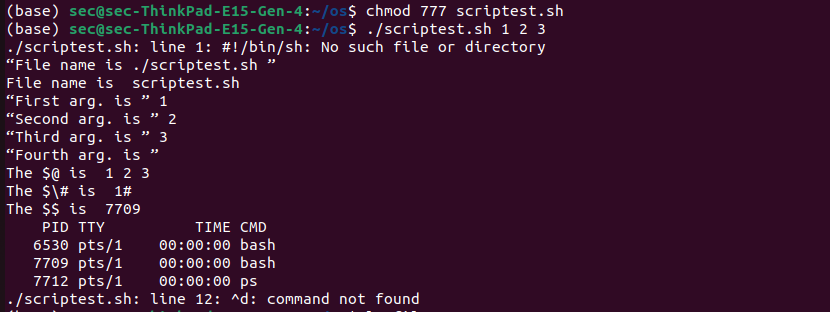 (base) sec@sec-ThinkPad-E15-Gen-4:~/os$ chmod 777 scriptest.sh
(base) sec@sec-ThinkPad-E15-Gen-4:~/os$ ./scriptest.sh 1 2 3
./scriptest.sh: line 1: #!/bin/sh: No such file or directory
“File name is ./scriptest.sh ”
File name is  scriptest.sh
“First arg. is ” 1
“Second arg. is ” 2
“Third arg. is ” 3
“Fourth arg. is ”
The $@ is  1 2 3
The $\# is  1#
The $$ is  7709
    PID TTY          TIME CMD
   6530 pts/1    00:00:00 bash
   7709 pts/1    00:00:00 bash
   7712 pts/1    00:00:00 ps
./scriptest.sh: line 12: ^d: command not found